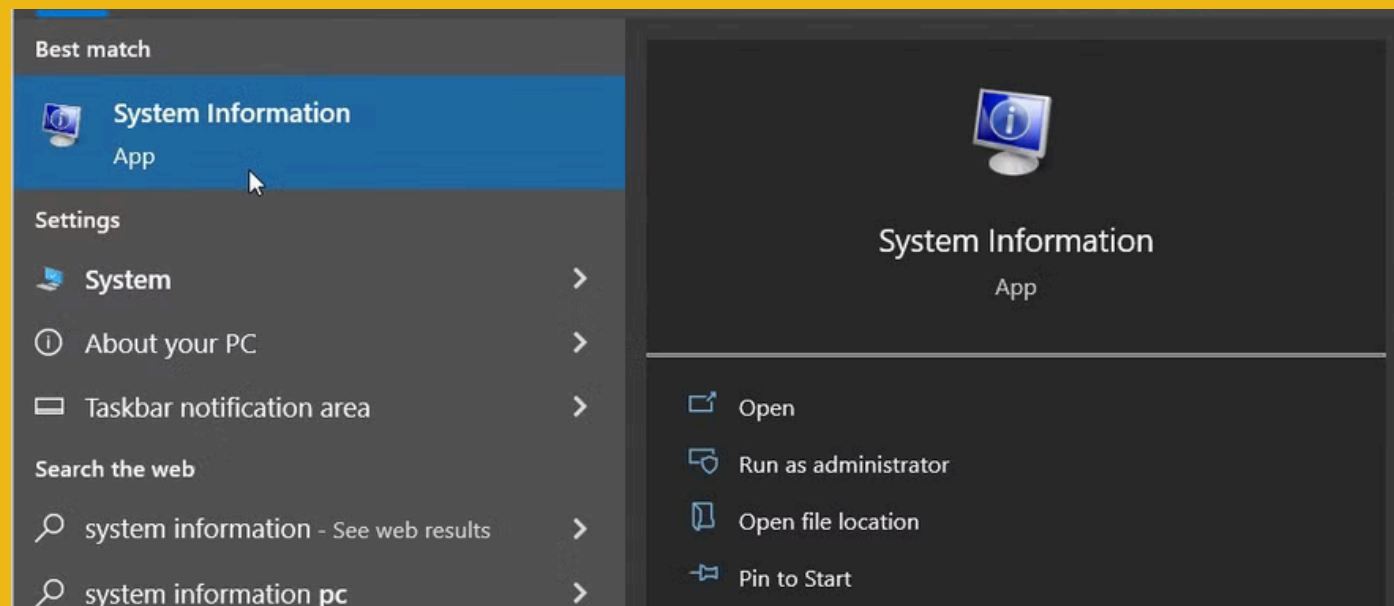 Best match
System Information
App
Settings
System
About your PC
Taskbar notification area
Search the web
system information - See web results
system information pc
System Information
App
Open
Run as administrator
Open file location
Pin to Start